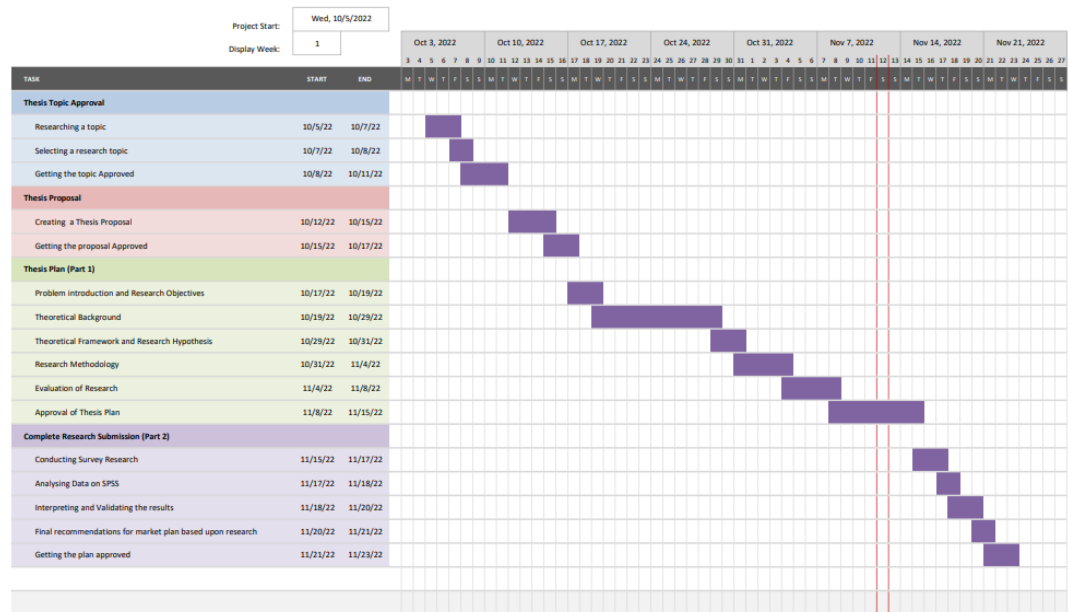 Project Start: Wed, 10/5/2022
Display Week: 1
Oct 3, 2022 Oct 10, 2022 Oct 17, 2022 Oct 24, 2022 Oct 31, 2022 Nov 7, 2022 Nov 14, 2022 Nov 21, 2022
3 4 5 6 7 8 9 10 11 12 13 14 15 16 17 18 19 20 21 22 23 24 25 26 27 28 29 30 31 1 2 3 4 5 6 7 8 9 10 11 12 13 14 15 16 17 18 19 20 21 22 23 24 25 26 27
TASK START END M T W T F S S M T W T F S S M T W T F S S M T W T F S S M T W T F S S M T W T F S S M T W T F S S M T W T F S S
Thesis Topic Approval
Researching a topic 10/5/22 10/7/22
Selecting a research topic 10/7/22 10/8/22
Getting the topic Approved 10/8/22 10/11/22
Thesis Proposal
Creating a Thesis Proposal 10/12/22 10/15/22
Getting the proposal Approved 10/15/22 10/17/22
Thesis Plan (Part 1)
Problem introduction and Research Objectives 10/17/22 10/19/22
Theoretical Background 10/19/22 10/29/22
Theoretical Framework and Research Hypothesis 10/29/22 10/31/22
Research Methodology 10/31/22 11/4/22
Evaluation of Research 11/4/22 11/8/22
Approval of Thesis Plan 11/8/22 11/15/22
Complete Research Submission (Part 2)
Conducting Survey Research 11/15/22 11/17/22
Analysing Data on SPSS 11/17/22 11/18/22
Interpreting and Validating the results 11/18/22 11/20/22
Final recommendations for market plan based upon research 11/20/22 11/21/22
Getting the plan approved 11/21/22 11/23/22